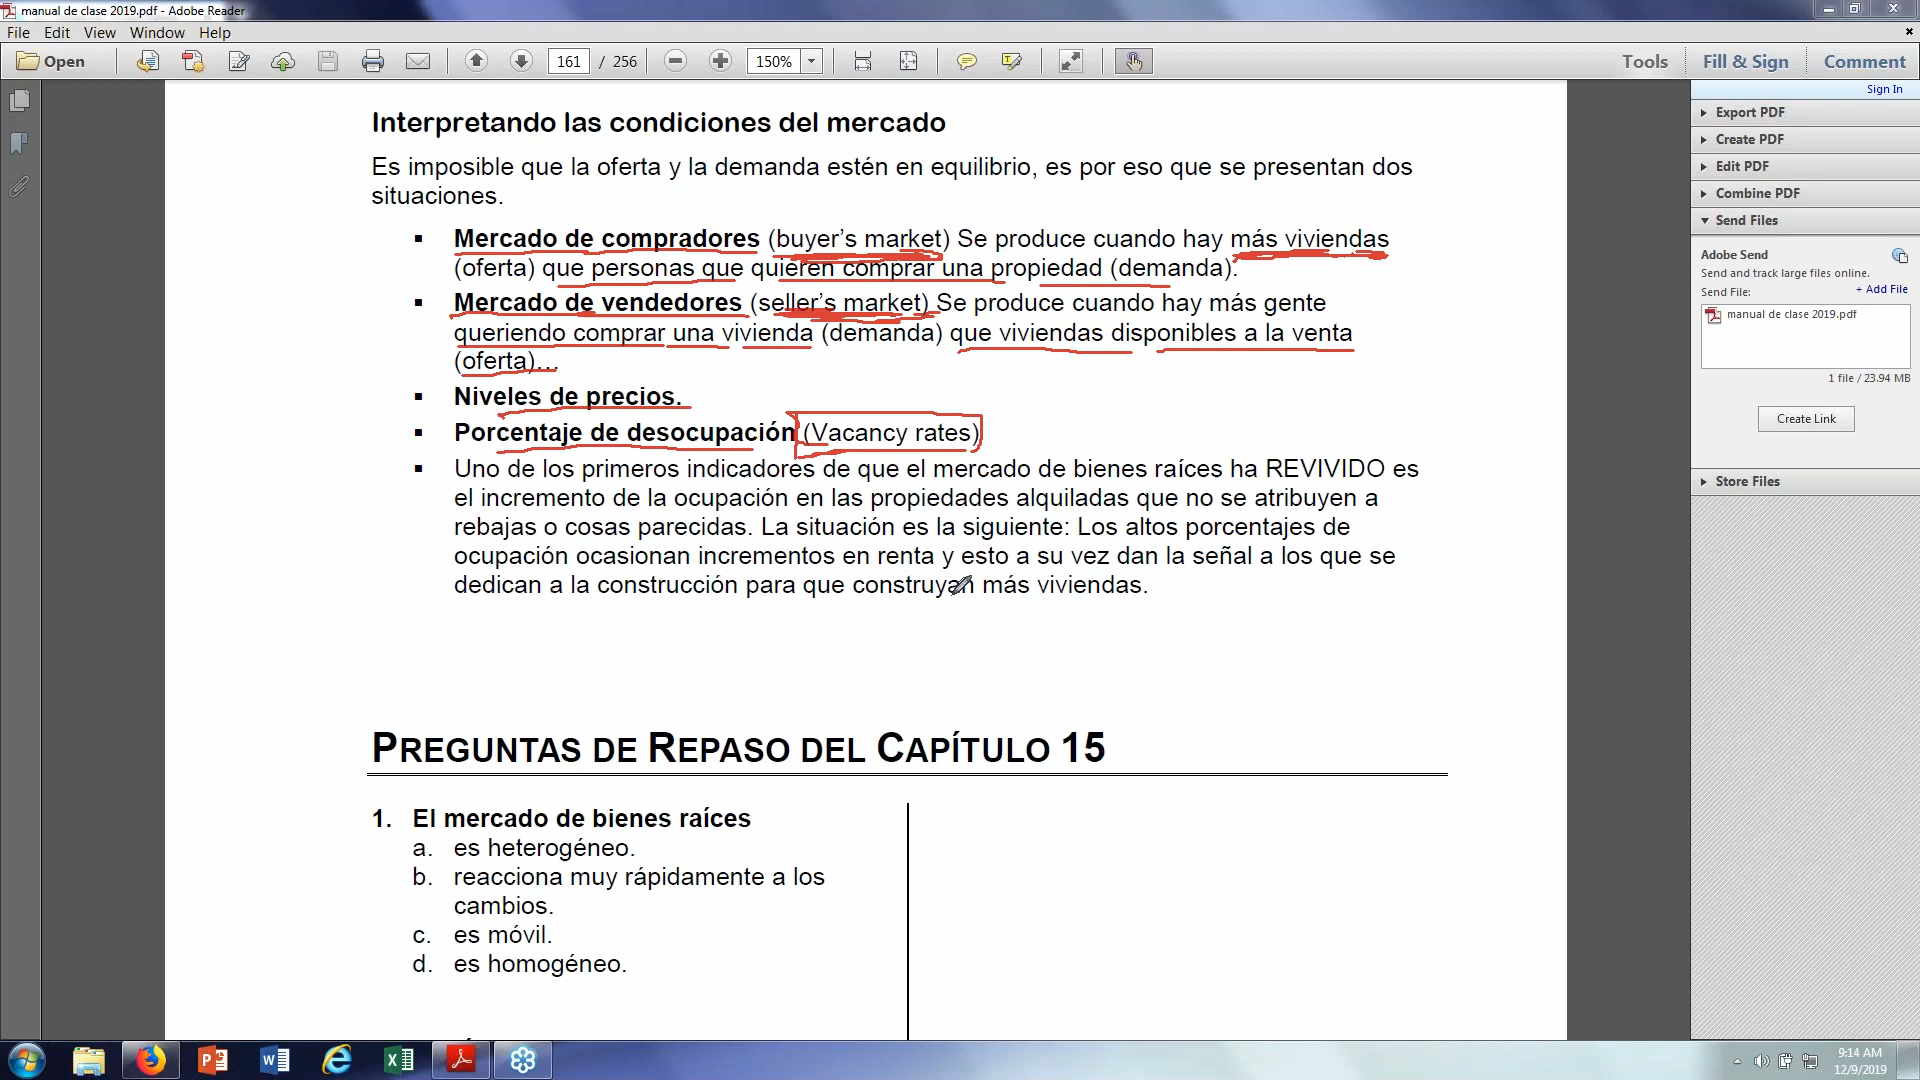 manual de clase 2019.pdf - Adobe Reader
File Edit View Window Help
Open 161 / 256 150% Tools Fill & Sign Comment
Sign In
Export PDF
Create PDF
Edit PDF
Combine PDF
Send Files
Adobe Send
Send and track large files online.
Send File: + Add File
manual de clase 2019.pdf
1 file / 23.94 MB
Create Link
Store Files
Interpretando las condiciones del mercado
Es imposible que la oferta y la demanda estén en equilibrio, es por eso que se presentan dos
situaciones.
▪ Mercado de compradores (buyer’s market) Se produce cuando hay más viviendas
(oferta) que personas que quieren comprar una propiedad (demanda).
▪ Mercado de vendedores (seller’s market) Se produce cuando hay más gente
queriendo comprar una vivienda (demanda) que viviendas disponibles a la venta
(oferta)…
▪ Niveles de precios.
▪ Porcentaje de desocupación (Vacancy rates)
▪ Uno de los primeros indicadores de que el mercado de bienes raíces ha REVIVIDO es
el incremento de la ocupación en las propiedades alquiladas que no se atribuyen a
rebajas o cosas parecidas. La situación es la siguiente: Los altos porcentajes de
ocupación ocasionan incrementos en renta y esto a su vez dan la señal a los que se
dedican a la construcción para que construyan más viviendas.
PREGUNTAS DE REPASO DEL CAPÍTULO 15
1. El mercado de bienes raíces
a. es heterogéneo.
b. reacciona muy rápidamente a los
cambios.
c. es móvil.
d. es homogéneo.
9:14 AM
12/9/2019